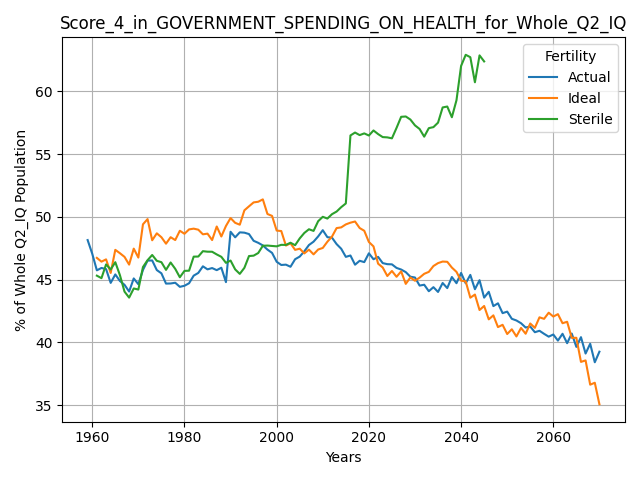 Score_4_in_GOVERNMENT_SPENDING_ON_HEALTH_for_Whole_Q2_IQ
Fertility
Actual
Ideal
Sterile
% of Whole Q2_IQ Population
60
55
50
45
40
35
1960 1980 2000 2020 2040 2060
Years